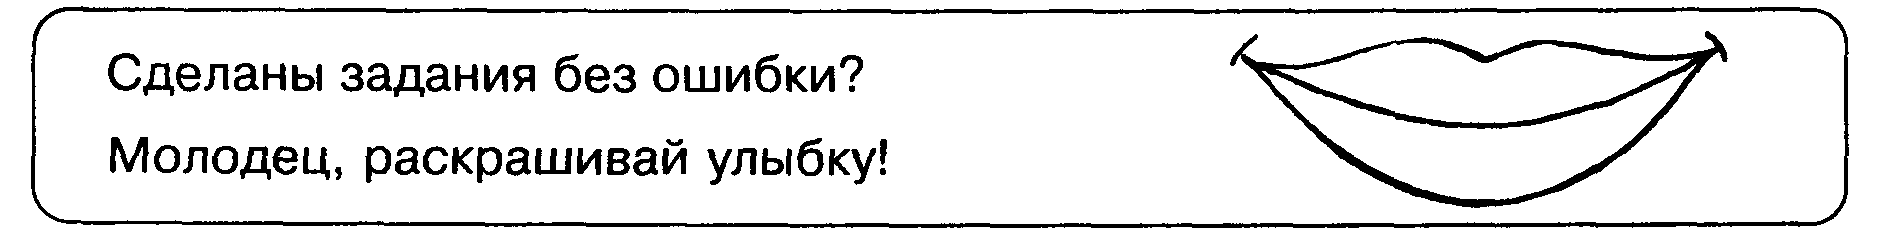 Сделаны задания без ошибки?
Молодец, раскрашивай улыбку!